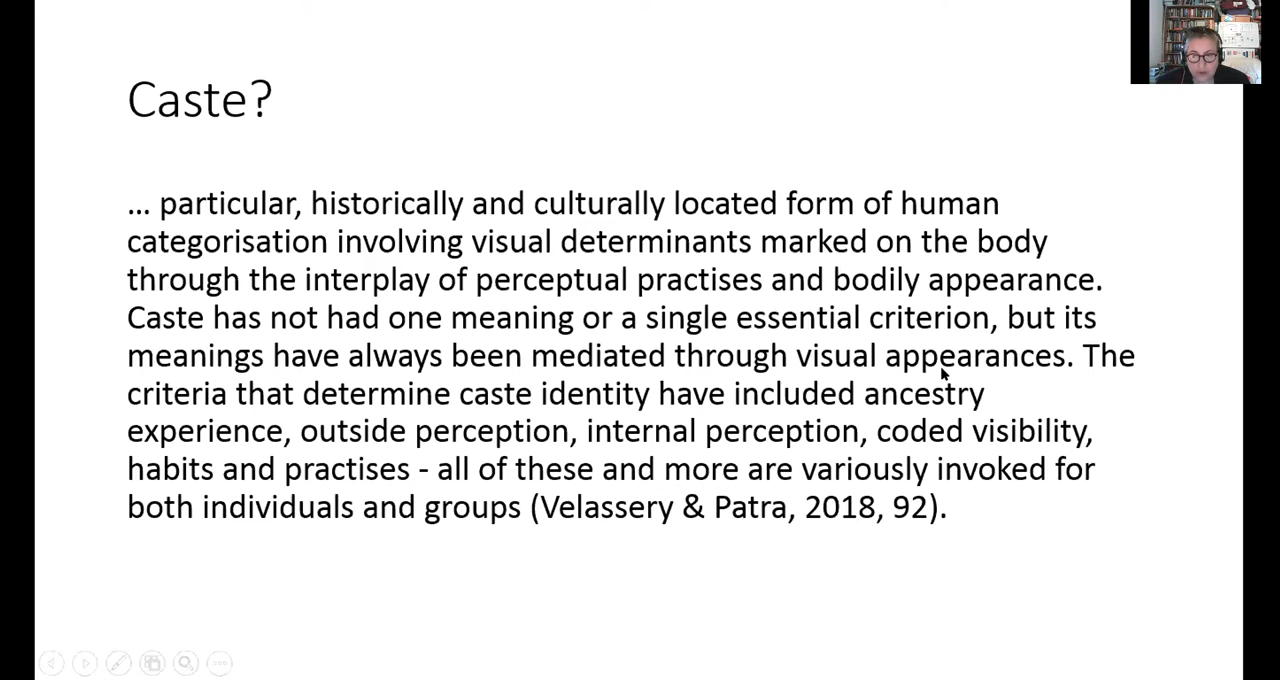 Caste?
... particular, historically and culturally located form of human
categorisation involving visual determinants marked on the body
through the interplay of perceptual practises and bodily appearance.
Caste has not had one meaning or a single essential criterion, but its
meanings have always been mediated through visual appearances. The
criteria that determine caste identity have included ancestry
experience, outside perception, internal perception, coded visibility,
habits and practises - all of these and more are variously invoked for
both individuals and groups (Velassery & Patra, 2018, 92).